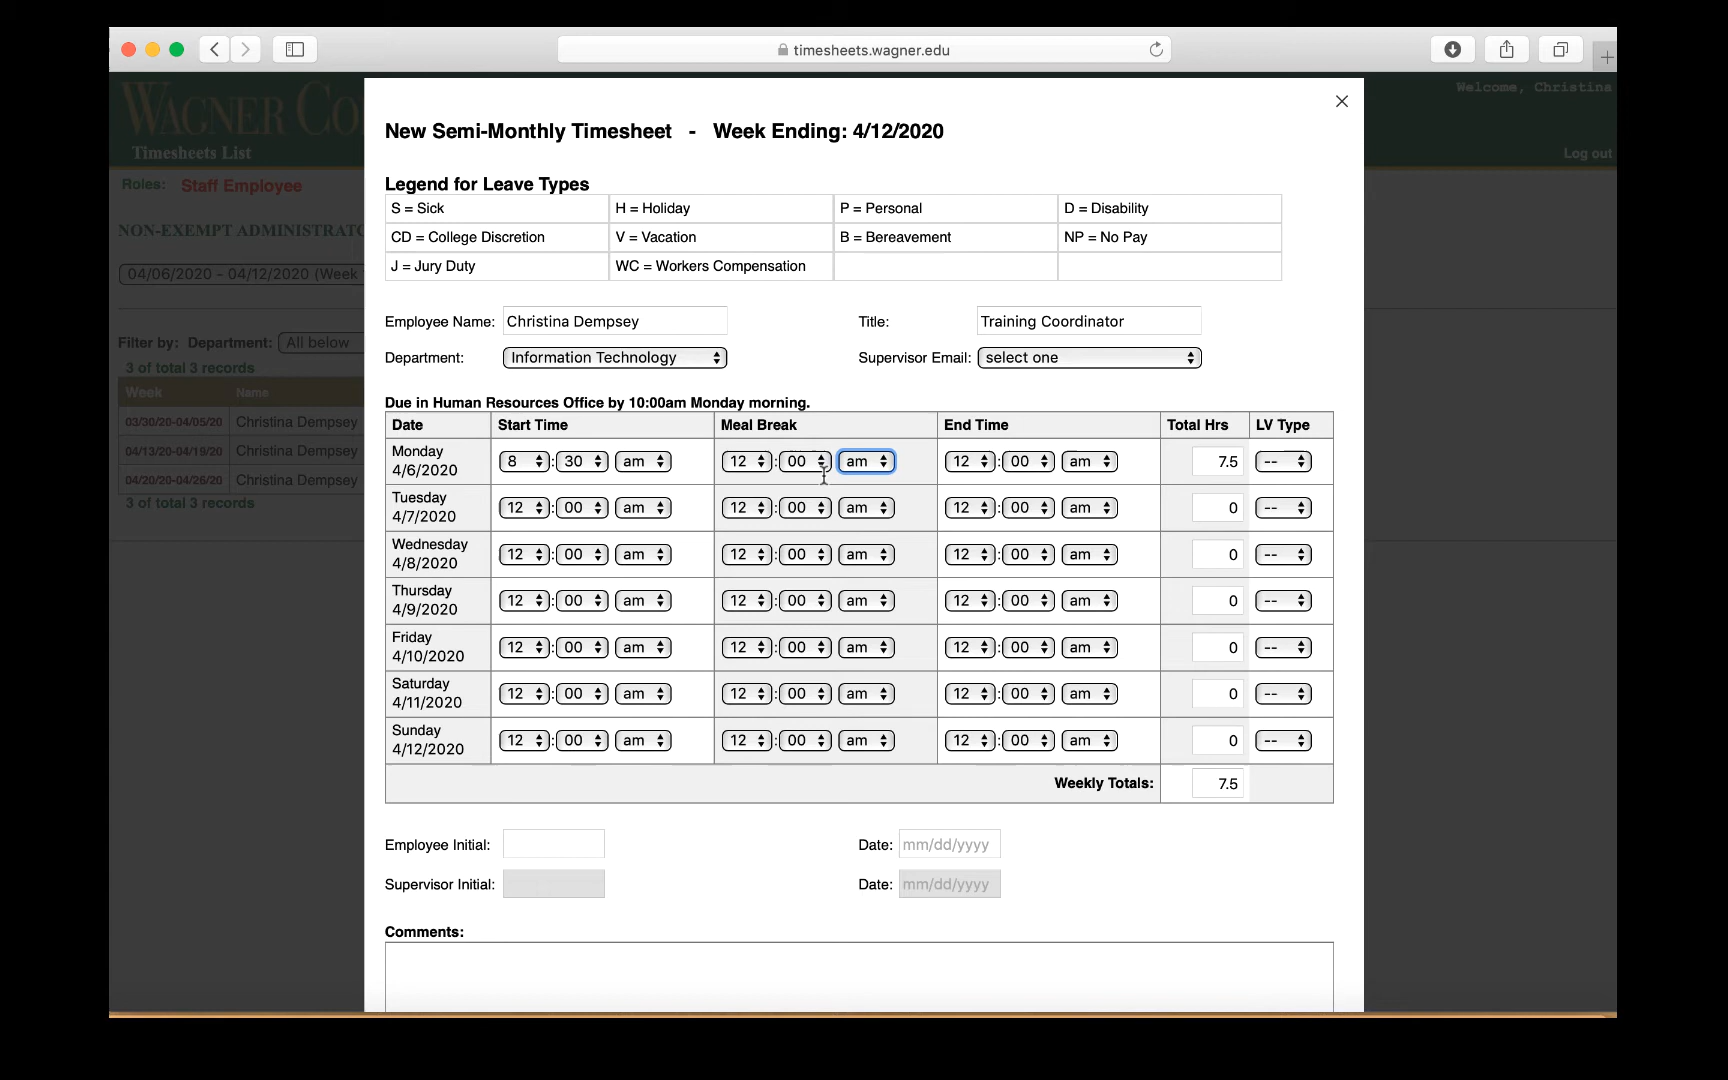 timesheets.wagner.edu
WAGNER CO
Timesheets List
Welcome, Christina
Log out
Roles: Staff Employee
NON-EXEMPT ADMINISTRATO
04/06/2020 - 04/12/2020 (Week
Filter by: Department: All below
3 of total 3 records
Week Name
03/30/20-04/05/20 Christina Dempsey
04/13/20-04/19/20 Christina Dempsey
04/20/20-04/26/20 Christina Dempsey
3 of total 3 records
New Semi-Monthly Timesheet - Week Ending: 4/12/2020
Legend for Leave Types
S = Sick H = Holiday P = Personal D = Disability
CD = College Discretion V = Vacation B = Bereavement NP = No Pay
J = Jury Duty WC = Workers Compensation
Employee Name: Christina Dempsey Title: Training Coordinator
Department: Information Technology Supervisor Email: select one
Due in Human Resources Office by 10:00am Monday morning.
Date Start Time Meal Break End Time Total Hrs LV Type
Monday
4/6/2020 8 : 30 am 12 : 00 am 12 : 00 am 7.5 --
Tuesday
4/7/2020 12 : 00 am 12 : 00 am 12 : 00 am 0 --
Wednesday
4/8/2020 12 : 00 am 12 : 00 am 12 : 00 am 0 --
Thursday
4/9/2020 12 : 00 am 12 : 00 am 12 : 00 am 0 --
Friday
4/10/2020 12 : 00 am 12 : 00 am 12 : 00 am 0 --
Saturday
4/11/2020 12 : 00 am 12 : 00 am 12 : 00 am 0 --
Sunday
4/12/2020 12 : 00 am 12 : 00 am 12 : 00 am 0 --
Weekly Totals: 7.5
Employee Initial: Date: mm/dd/yyyy
Supervisor Initial: Date: mm/dd/yyyy
Comments: